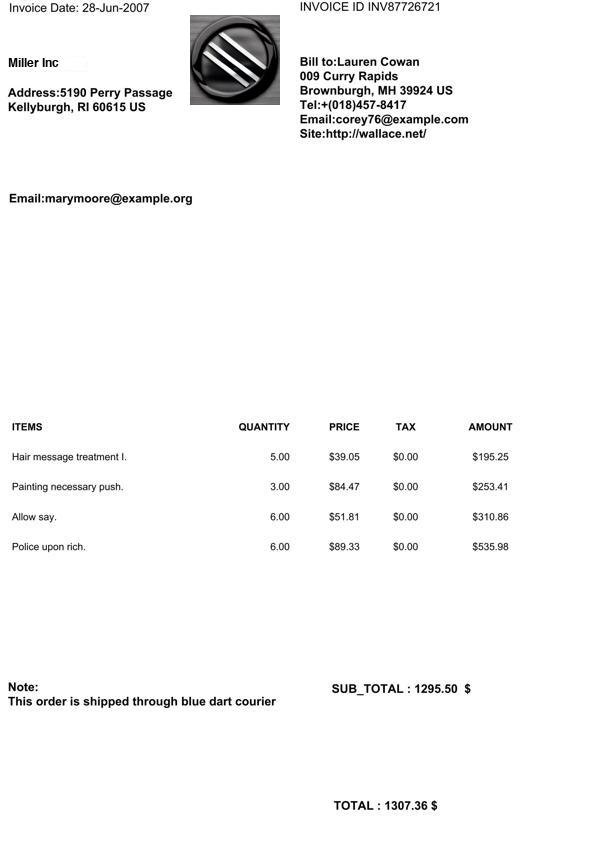 Invoice Date: 28-Jun-2007
INVOICE ID INV87726721
Miller Inc
Address:5190 Perry Passage
Kellyburgh, RI 60615 US
Bill to:Lauren Cowan
009 Curry Rapids
Brownburgh, MH 39924 US
Tel:+(018)457-8417
Email:corey76@example.com
Site:http://wallace.net/
Email:marymoore@example.org
ITEMS QUANTITY PRICE TAX AMOUNT
Hair message treatment I. 5.00 $39.05 $0.00 $195.25
Painting necessary push. 3.00 $84.47 $0.00 $253.41
Allow say. 6.00 $51.81 $0.00 $310.86
Police upon rich. 6.00 $89.33 $0.00 $535.98
Note:
This order is shipped through blue dart courier
SUB_TOTAL : 1295.50 $
TOTAL : 1307.36 $